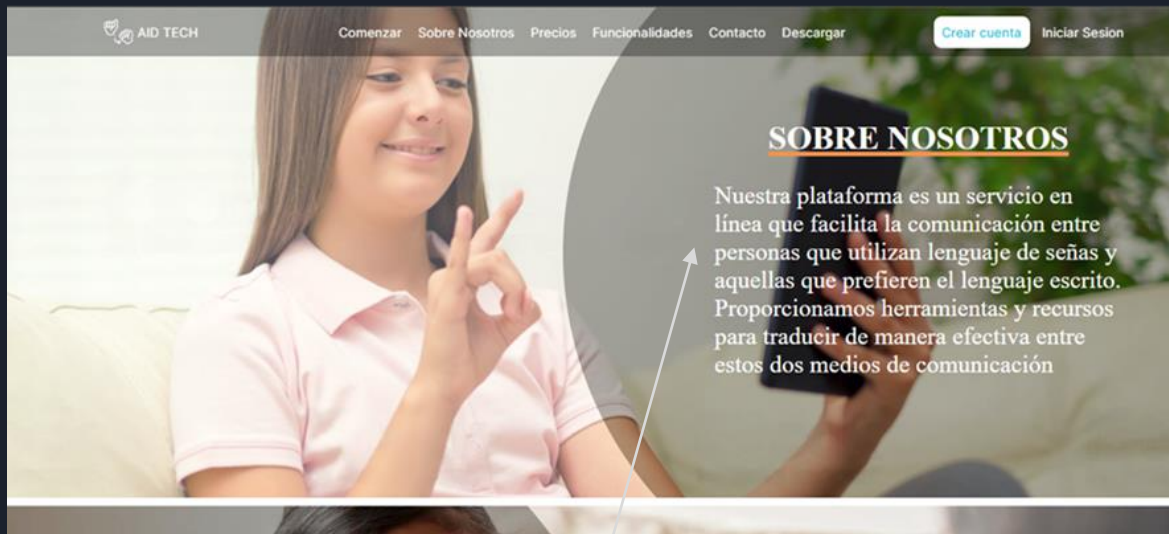 AID TECH
Comenzar Sobre Nosotros Precios Funcionalidades Contacto Descargar
Crear cuenta Iniciar Sesion
SOBRE NOSOTROS
Nuestra plataforma es un servicio en
línea que facilita la comunicación entre
personas que utilizan lenguaje de señas y
aquellas que prefieren el lenguaje escrito.
Proporcionamos herramientas y recursos
para traducir de manera efectiva entre
estos dos medios de comunicación